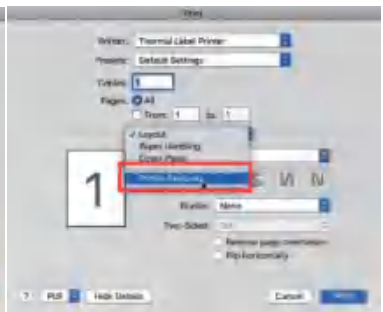 Print
Printer: Thermal Label Printer
Presets: Default Settings
Copies: 1
Pages: All
From: 1 to: 1
✓ Layout
Paper Handling
Cover Page
Printer Features
1
Border: None
Two-Sided: Off
Reverse page orientation
Flip horizontally
? PDF Hide Details Cancel Print